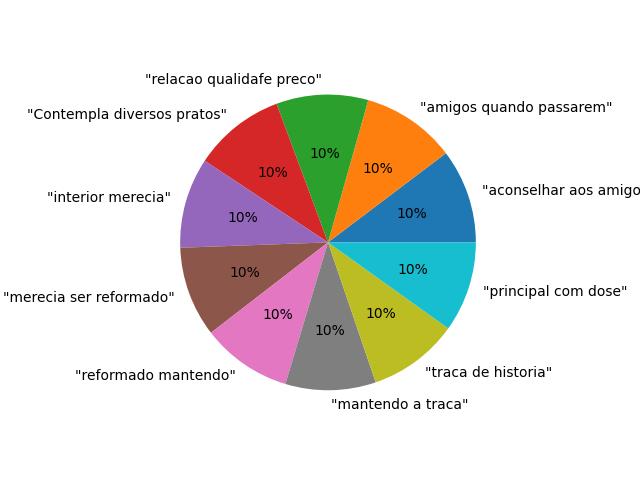 "relacao qualidafe preco"
"amigos quando passarem"
"Contempla diversos pratos"
10%
10%
10%
"aconselhar aos amigo
"interior merecia"
10%
10%
10%
"merecia ser reformado"
10%
10%
"principal com dose"
10%
10%
10%
"reformado mantendo"
"traca de historia"
"mantendo a traca"